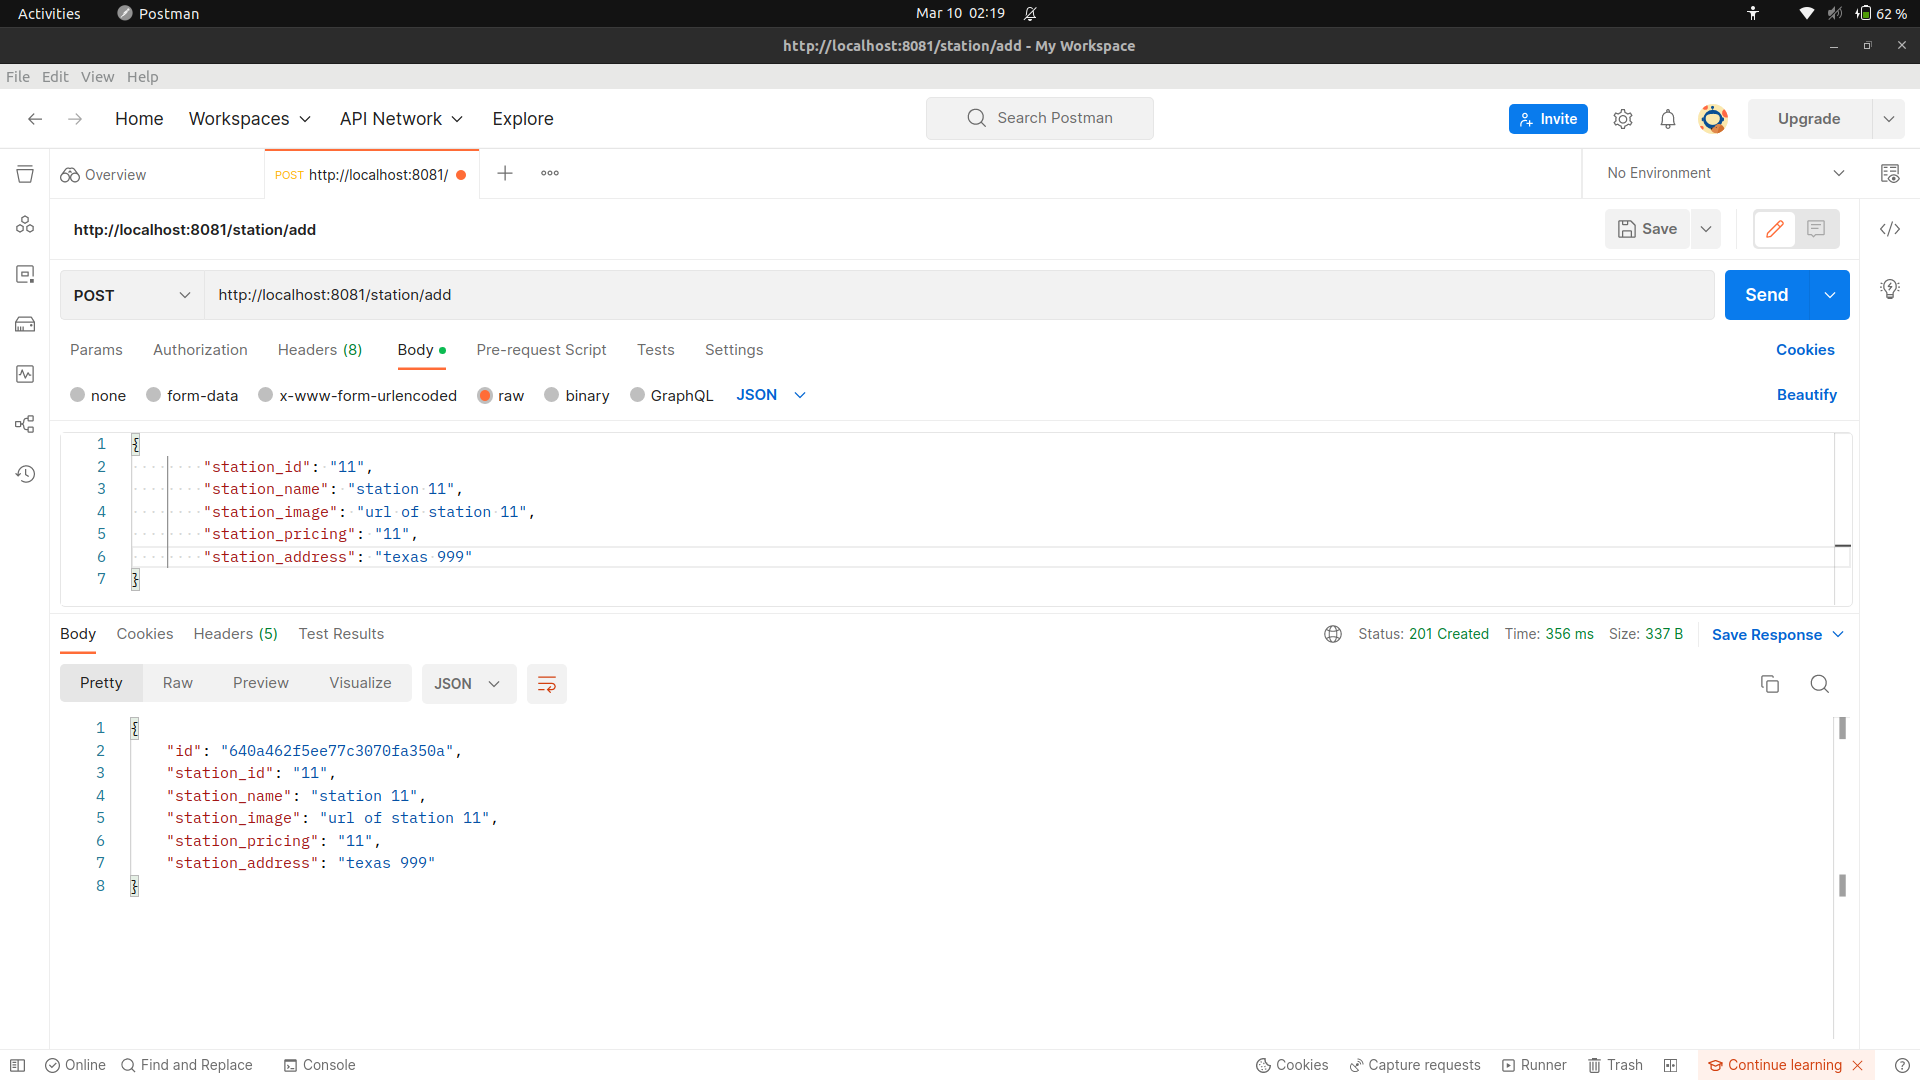 Activities Postman Mar 10 02:19 62 %
http://localhost:8081/station/add - My Workspace
File Edit View Help
Home Workspaces API Network Explore Search Postman Invite Upgrade
Overview POST http://localhost:8081/ No Environment
http://localhost:8081/station/add Save
POST http://localhost:8081/station/add Send
Params Authorization Headers (8) Body Pre-request Script Tests Settings Cookies
none form-data x-www-form-urlencoded raw binary GraphQL JSON Beautify
1 {
2 "station_id": "11",
3 "station_name": "station 11",
4 "station_image": "url of station 11",
5 "station_pricing": "11",
6 "station_address": "texas 999"
7 }
Body Cookies Headers (5) Test Results Status: 201 Created Time: 356 ms Size: 337 B Save Response
Pretty Raw Preview Visualize JSON
1 {
2 "id": "640a462f5ee77c3070fa350a",
3 "station_id": "11",
4 "station_name": "station 11",
5 "station_image": "url of station 11",
6 "station_pricing": "11",
7 "station_address": "texas 999"
8 }
Online Find and Replace Console Cookies Capture requests Runner Trash Continue learning